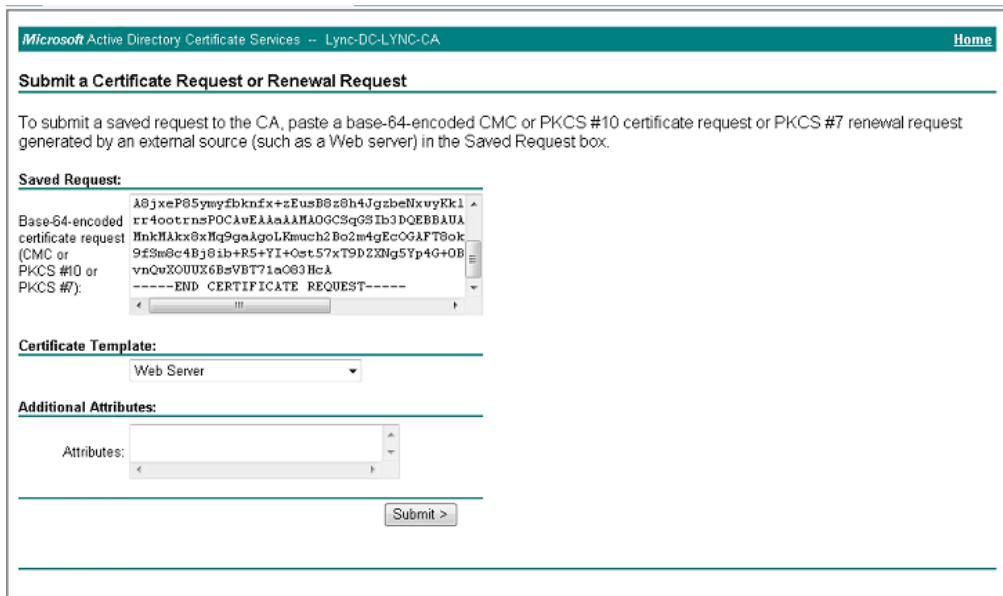 Microsoft Active Directory Certificate Services -- Lync-DC-LYNC-CA Home
Submit a Certificate Request or Renewal Request
To submit a saved request to the CA, paste a base-64-encoded CMC or PKCS #10 certificate request or PKCS #7 renewal request
generated by an external source (such as a Web server) in the Saved Request box.
Saved Request:
Base-64-encoded
certificate request
(CMC or
PKCS #10 or
PKCS #7):
A8jxeP85ymyfbknfx+zEusB8z8h4JgzbeNxwyKkl
rr4ootrnsPOCAwEAAaAAMA0GCSqGSIb3DQEBBAUA
MnkMAkx8xMq9gaAgoLKmuch2Bo2m4gEcOGAFT8ok
9fSm8c4Bj8ib+R5+YI+Ost57xT9DZXNg5Yp4G+OB
vnQwXOUUX6BsVBT71aO83HcA
-----END CERTIFICATE REQUEST-----
Certificate Template:
Web Server
Additional Attributes:
Attributes:
Submit >